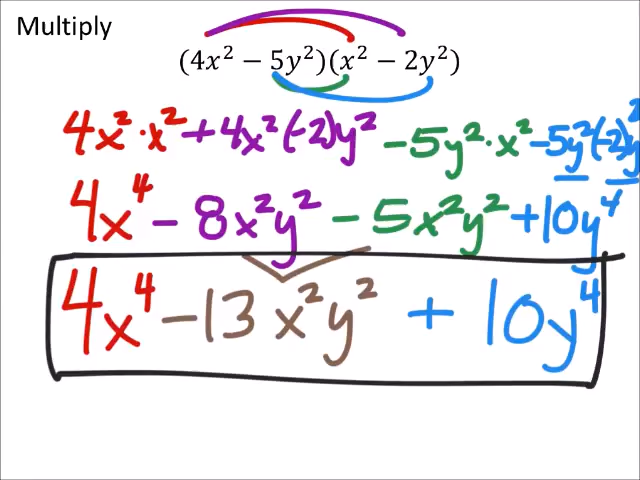 Multiply
(4x² − 5y²)(x² − 2y²)
4x²·x² + 4x²(-2)y² - 5y²·x² - 5y²(-2)y²
4x⁴ - 8x²y² - 5x²y² + 10y⁴
4x⁴ - 13x²y² + 10y⁴